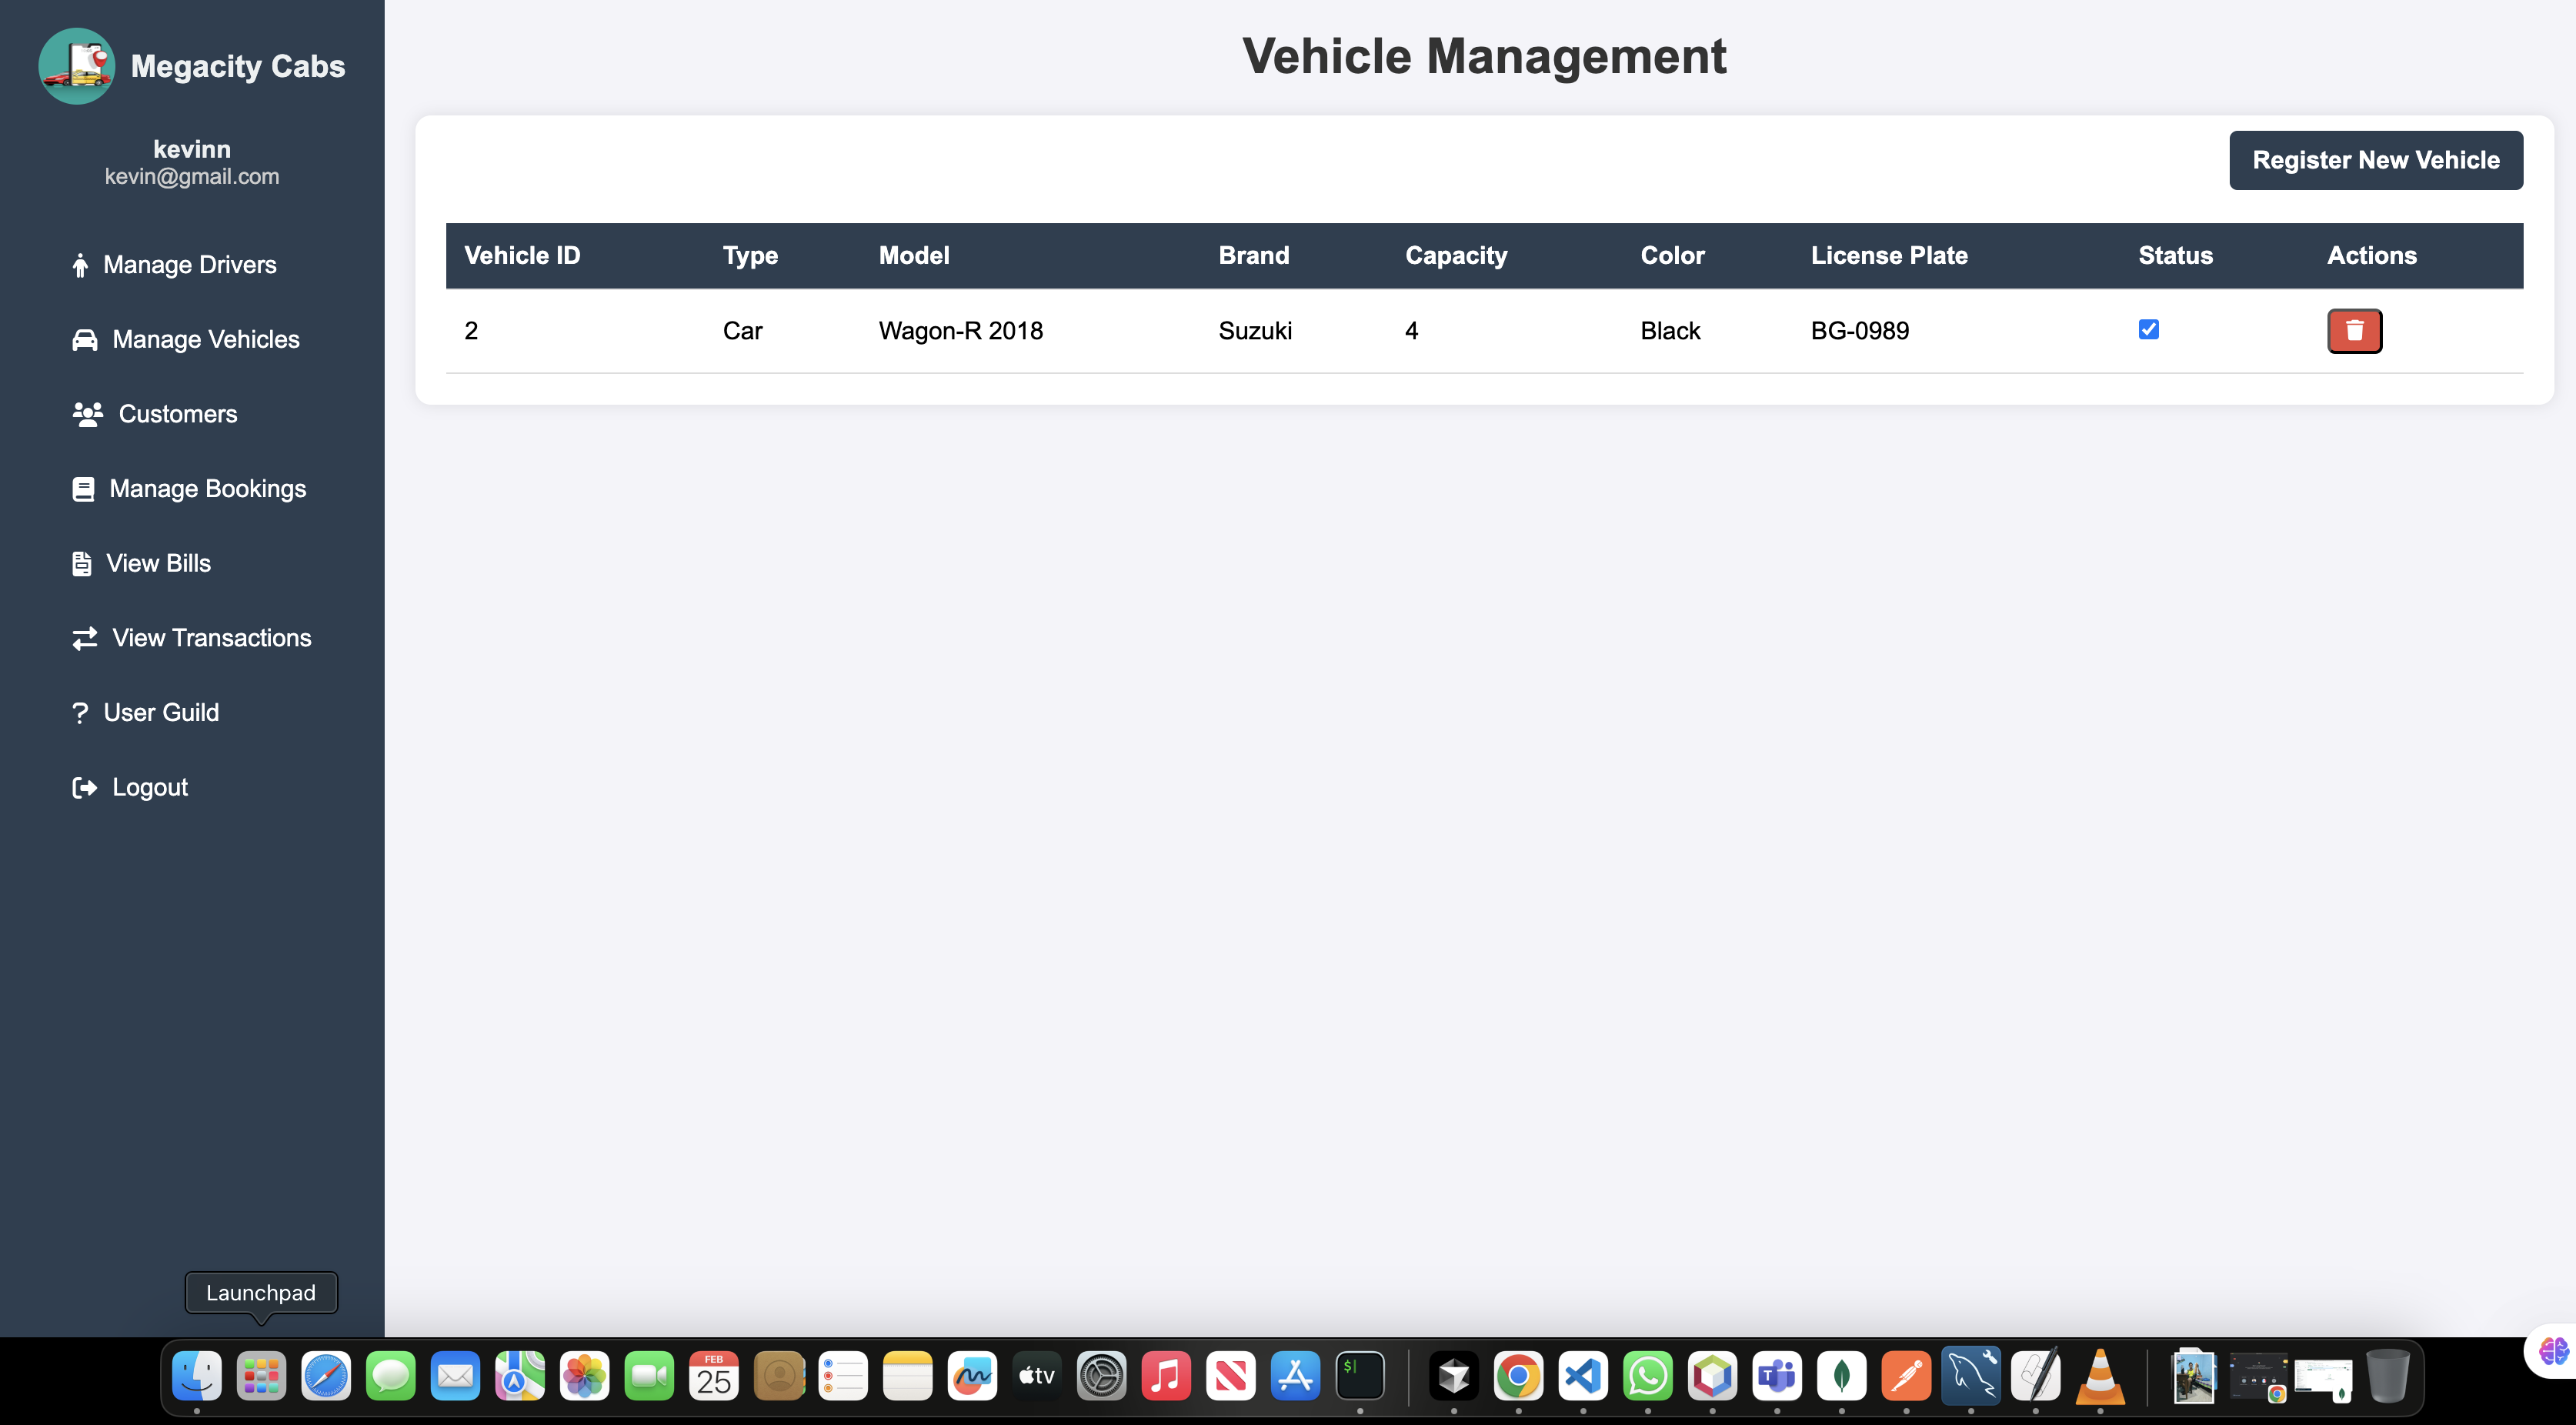 Megacity Cabs
kevinn
kevin@gmail.com
Manage Drivers
Manage Vehicles
Customers
Manage Bookings
View Bills
View Transactions
? User Guild
Logout
Vehicle Management
Register New Vehicle
Vehicle ID Type Model Brand Capacity Color License Plate Status Actions
2 Car Wagon-R 2018 Suzuki 4 Black BG-0989
Launchpad
FEB
25
tv
$
T